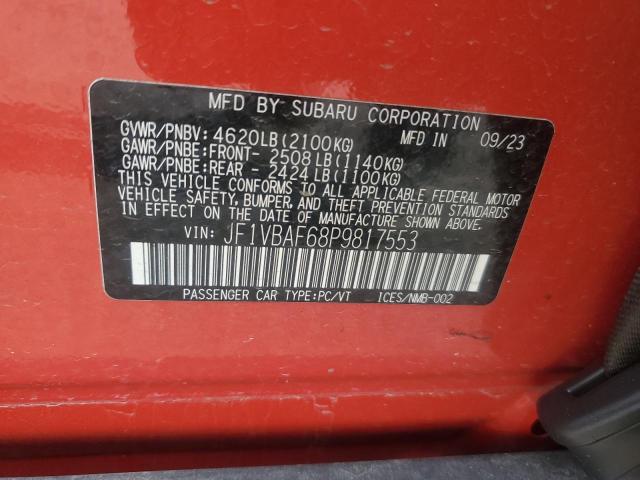 MFD BY SUBARU CORPORATION
GVWR/PNBV: 4620LB(2100KG) MFD IN 09/23
GAWR/PNBE:FRONT- 2508LB(1140KG)
GAWR/PNBE:REAR - 2424LB(1100KG)
THIS VEHICLE CONFORMS TO ALL APPLICABLE FEDERAL MOTOR
VEHICLE SAFETY, BUMPER, AND THEFT PREVENTION STANDARDS
IN EFFECT ON THE DATE OF MANUFACTURE SHOWN ABOVE.
VIN: JF1VBAF68P9817553
PASSENGER CAR TYPE:PC/VT ICES/NMB-002